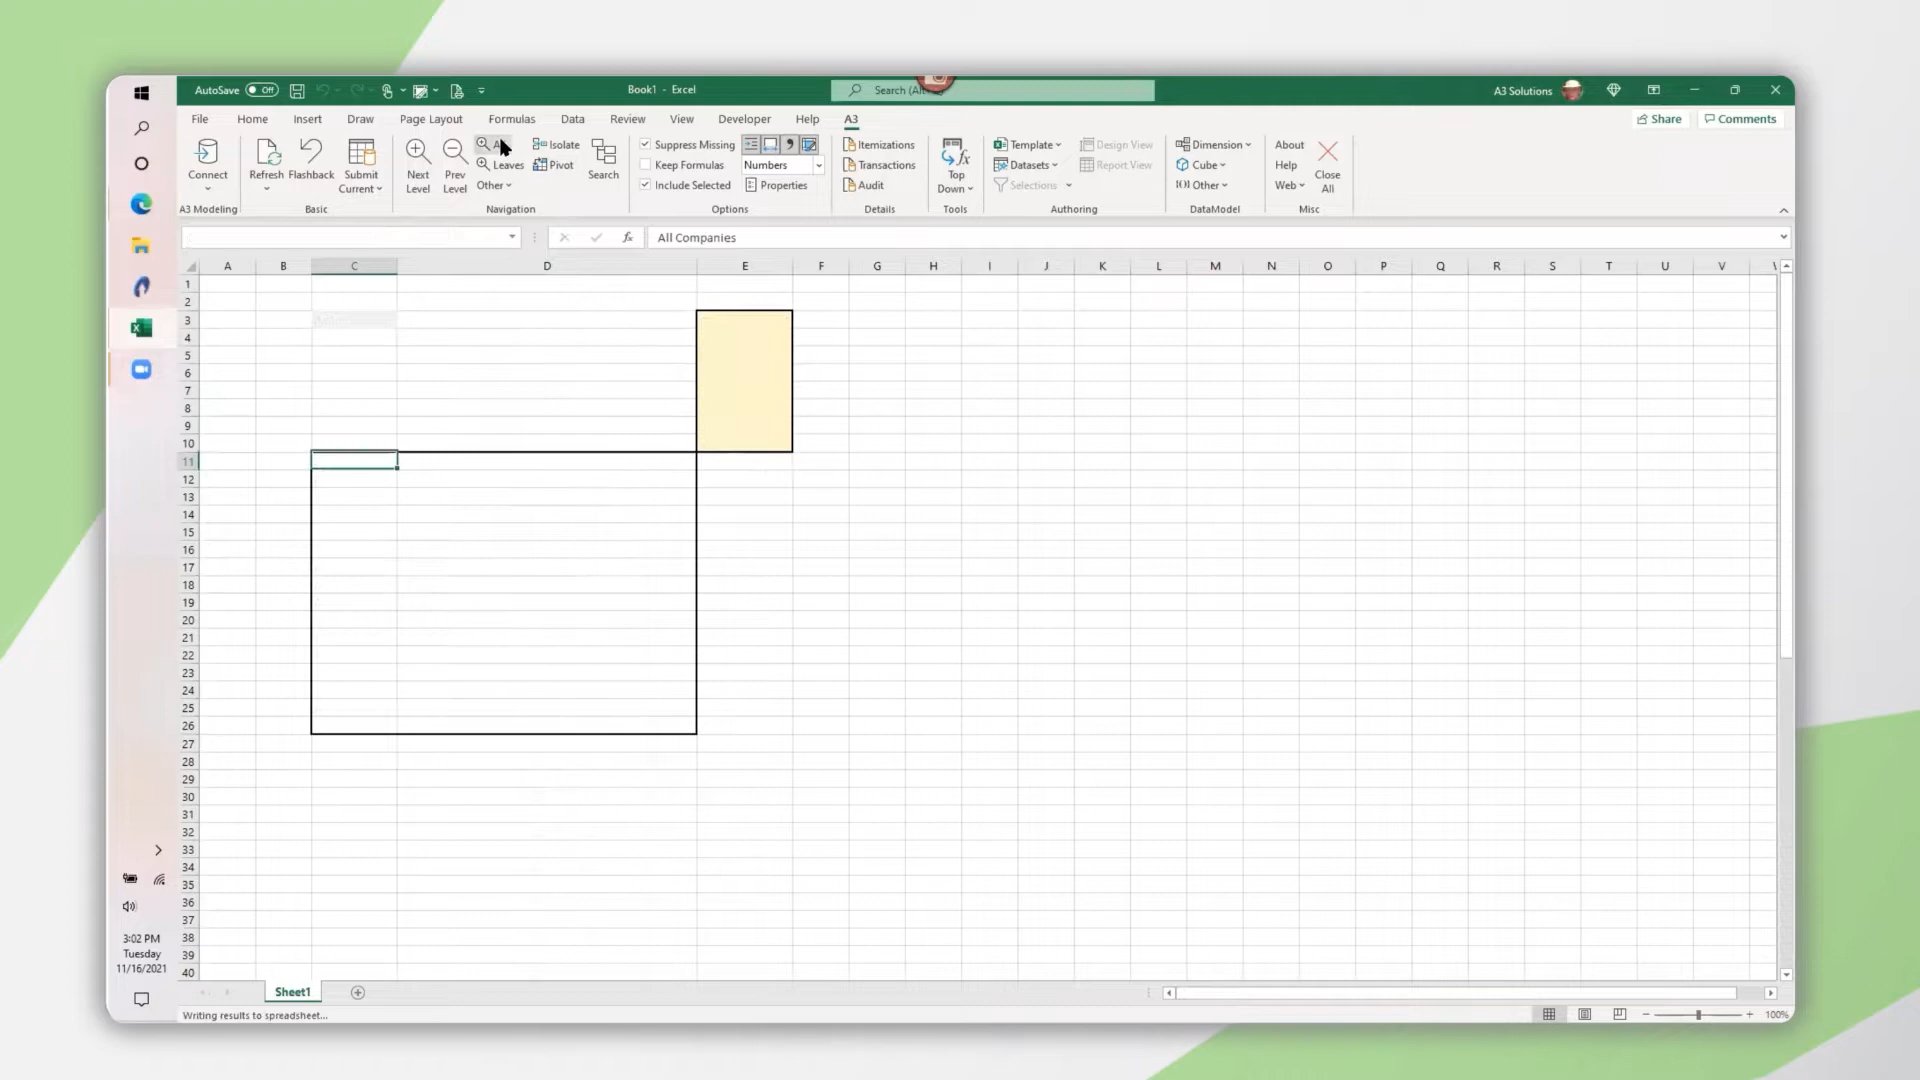 AutoSave Off
Book1 - Excel
Search
A3 Solutions
File Home Insert Draw Page Layout Formulas Data Review View Developer Help A3
Share Comments
Connect
A3 Modeling
Refresh Flashback Submit Current
Basic
Next Level
Prev Level
Leaves
Other
Isolate
Pivot
Search
Navigation
Suppress Missing
Keep Formulas
Include Selected
Numbers
Properties
Options
Itemizations
Transactions
Audit
Details
Top Down
Tools
Template
Datasets
Selections
Design View
Report View
Authoring
Dimension
Cube
Other
DataModel
About
Help
Web
Close All
Misc
fx All Companies
A B C D E F G H I J K L M N O P Q R S T U V
1
2
3
4
5
6
7
8
9
10
11
12
13
14
15
16
17
18
19
20
21
22
23
24
25
26
27
28
29
30
31
32
33
34
35
36
37
38
39
40
3:02 PM
Tuesday
11/16/2021
Sheet1
Writing results to spreadsheet...
100%